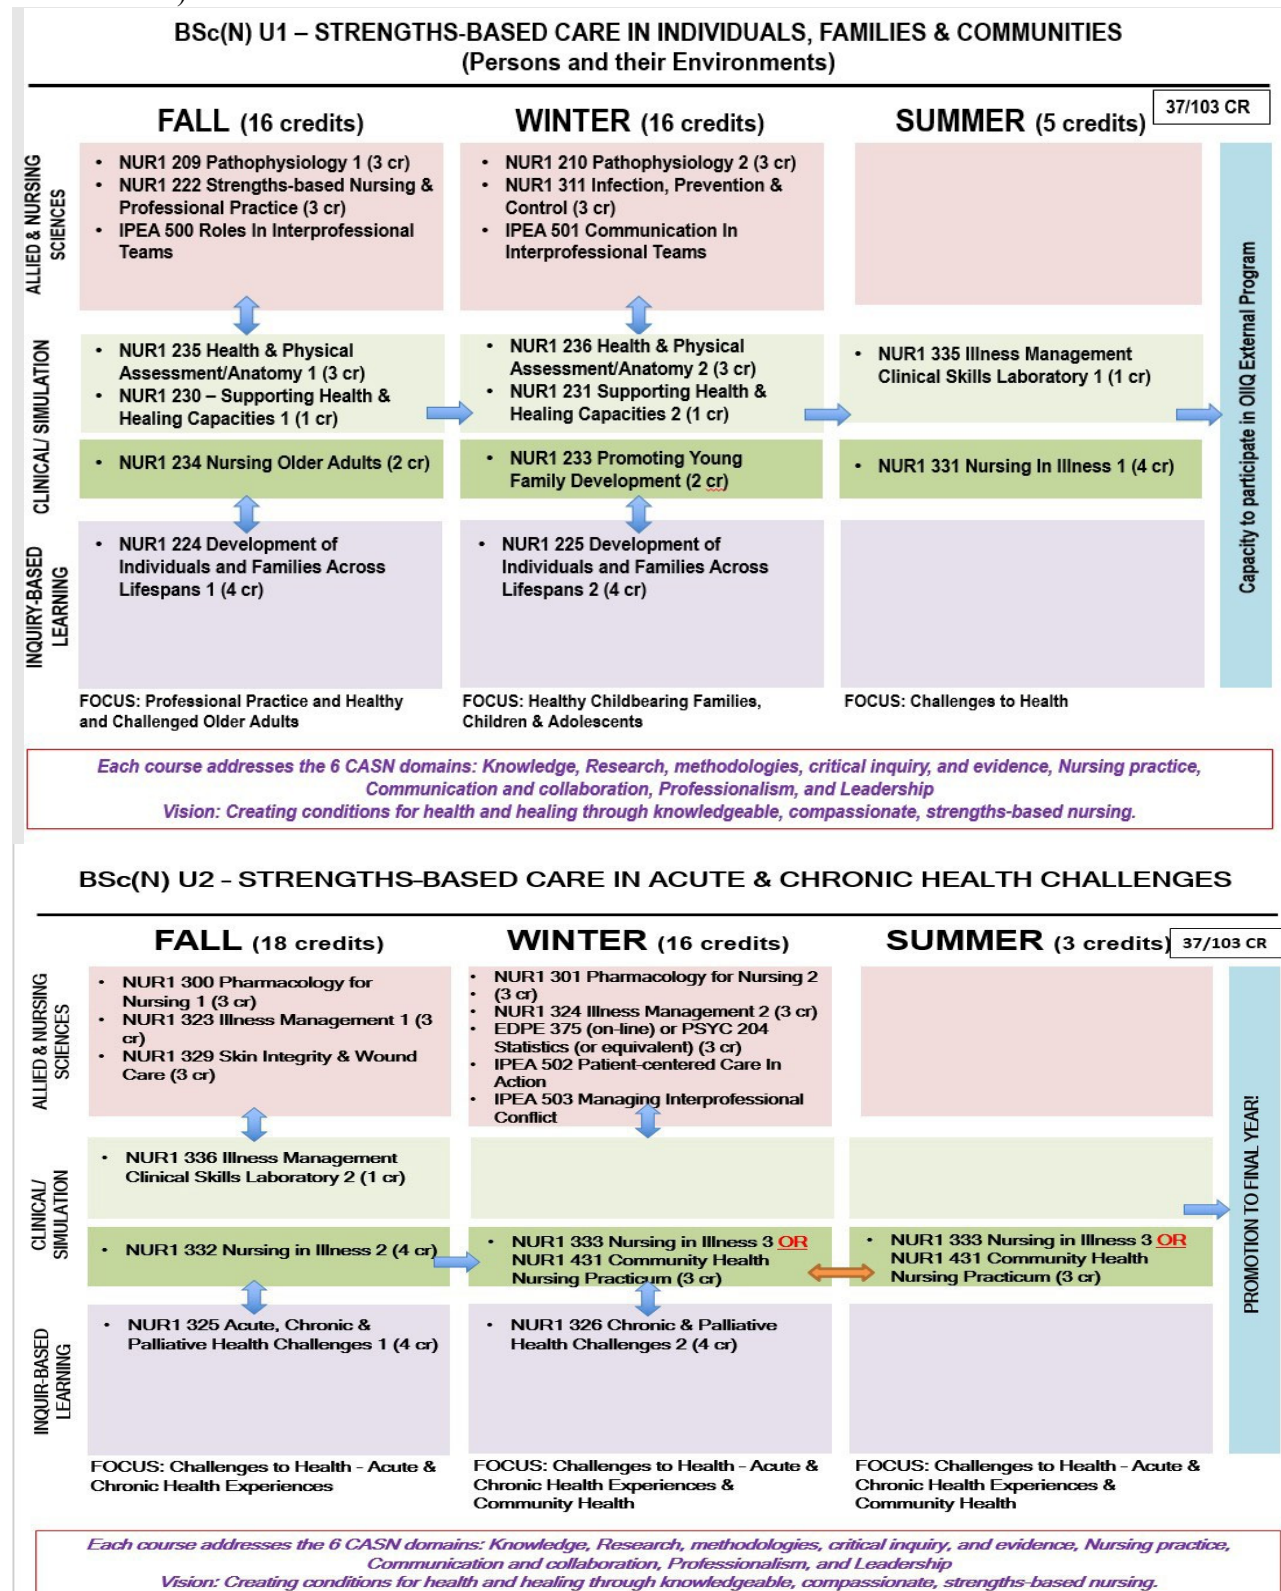 BSc(N) U1 – STRENGTHS-BASED CARE IN INDIVIDUALS, FAMILIES & COMMUNITIES
(Persons and their Environments)
FALL (16 credits)
WINTER (16 credits)
SUMMER (5 credits)
37/103 CR
ALLIED & NURSING
SCIENCES
• NUR1 209 Pathophysiology 1 (3 cr)
• NUR1 222 Strengths-based Nursing &
Professional Practice (3 cr)
• IPEA 500 Roles In Interprofessional
Teams
• NUR1 210 Pathophysiology 2 (3 cr)
• NUR1 311 Infection, Prevention &
Control (3 cr)
• IPEA 501 Communication In
Interprofessional Teams
CLINICAL/ SIMULATION
• NUR1 235 Health & Physical
Assessment/Anatomy 1 (3 cr)
• NUR1 230 – Supporting Health &
Healing Capacities 1 (1 cr)
• NUR1 236 Health & Physical
Assessment/Anatomy 2 (3 cr)
• NUR1 231 Supporting Health &
Healing Capacities 2 (1 cr)
• NUR1 335 Illness Management
Clinical Skills Laboratory 1 (1 cr)
• NUR1 234 Nursing Older Adults (2 cr)
• NUR1 233 Promoting Young
Family Development (2 cr)
• NUR1 331 Nursing In Illness 1 (4 cr)
INQUIRY-BASED
LEARNING
• NUR1 224 Development of
Individuals and Families Across
Lifespans 1 (4 cr)
• NUR1 225 Development of
Individuals and Families Across
Lifespans 2 (4 cr)
Capacity to participate in OIIQ External Program
FOCUS: Professional Practice and Healthy
and Challenged Older Adults
FOCUS: Healthy Childbearing Families,
Children & Adolescents
FOCUS: Challenges to Health
Each course addresses the 6 CASN domains: Knowledge, Research, methodologies, critical inquiry, and evidence, Nursing practice,
Communication and collaboration, Professionalism, and Leadership
Vision: Creating conditions for health and healing through knowledgeable, compassionate, strengths-based nursing.
BSc(N) U2 - STRENGTHS-BASED CARE IN ACUTE & CHRONIC HEALTH CHALLENGES
FALL (18 credits)
WINTER (16 credits)
SUMMER (3 credits)
37/103 CR
ALLIED & NURSING
SCIENCES
• NUR1 300 Pharmacology for
Nursing 1 (3 cr)
• NUR1 323 Illness Management 1 (3
cr)
• NUR1 329 Skin Integrity & Wound
Care (3 cr)
• NUR1 301 Pharmacology for Nursing 2
• (3 cr)
• NUR1 324 Illness Management 2 (3 cr)
• EDPE 375 (on-line) or PSYC 204
Statistics (or equivalent) (3 cr)
• IPEA 502 Patient-centered Care In
Action
• IPEA 503 Managing Interprofessional
Conflict
CLINICAL/
SIMULATION
• NUR1 336 Illness Management
Clinical Skills Laboratory 2 (1 cr)
• NUR1 332 Nursing in Illness 2 (4 cr)
• NUR1 333 Nursing in Illness 3 OR
NUR1 431 Community Health
Nursing Practicum (3 cr)
• NUR1 333 Nursing in Illness 3 OR
NUR1 431 Community Health
Nursing Practicum (3 cr)
INQUIR-BASED
LEARNING
• NUR1 325 Acute, Chronic &
Palliative Health Challenges 1 (4 cr)
• NUR1 326 Chronic & Palliative
Health Challenges 2 (4 cr)
PROMOTION TO FINAL YEAR!
FOCUS: Challenges to Health - Acute &
Chronic Health Experiences
FOCUS: Challenges to Health - Acute &
Chronic Health Experiences &
Community Health
FOCUS: Challenges to Health - Acute &
Chronic Health Experiences &
Community Health
Each course addresses the 6 CASN domains: Knowledge, Research, methodologies, critical inquiry, and evidence, Nursing practice,
Communication and collaboration, Professionalism, and Leadership
Vision: Creating conditions for health and healing through knowledgeable, compassionate, strengths-based nursing.